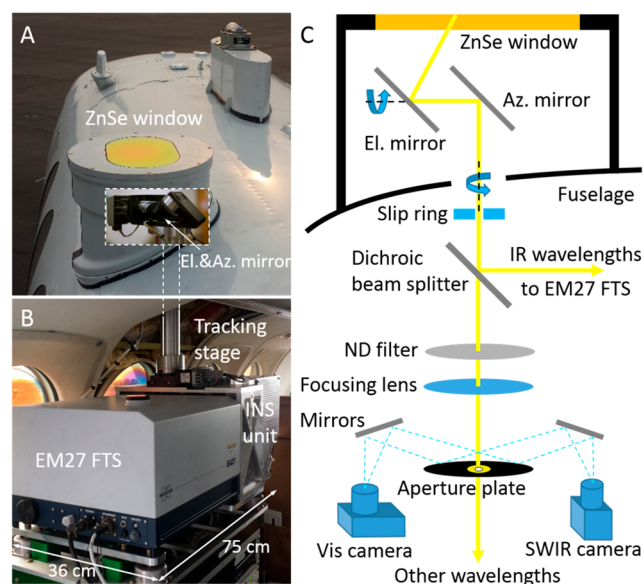 A
ZnSe window
El.&Az. mirror
B
Tracking
stage
INS
unit
EM27 FTS
36 cm
75 cm
C
ZnSe window
Az. mirror
El. mirror
Fuselage
Slip ring
Dichroic
beam splitter
IR wavelengths
to EM27 FTS
ND filter
Focusing lens
Mirrors
Aperture plate
Vis camera
SWIR camera
Other wavelengths